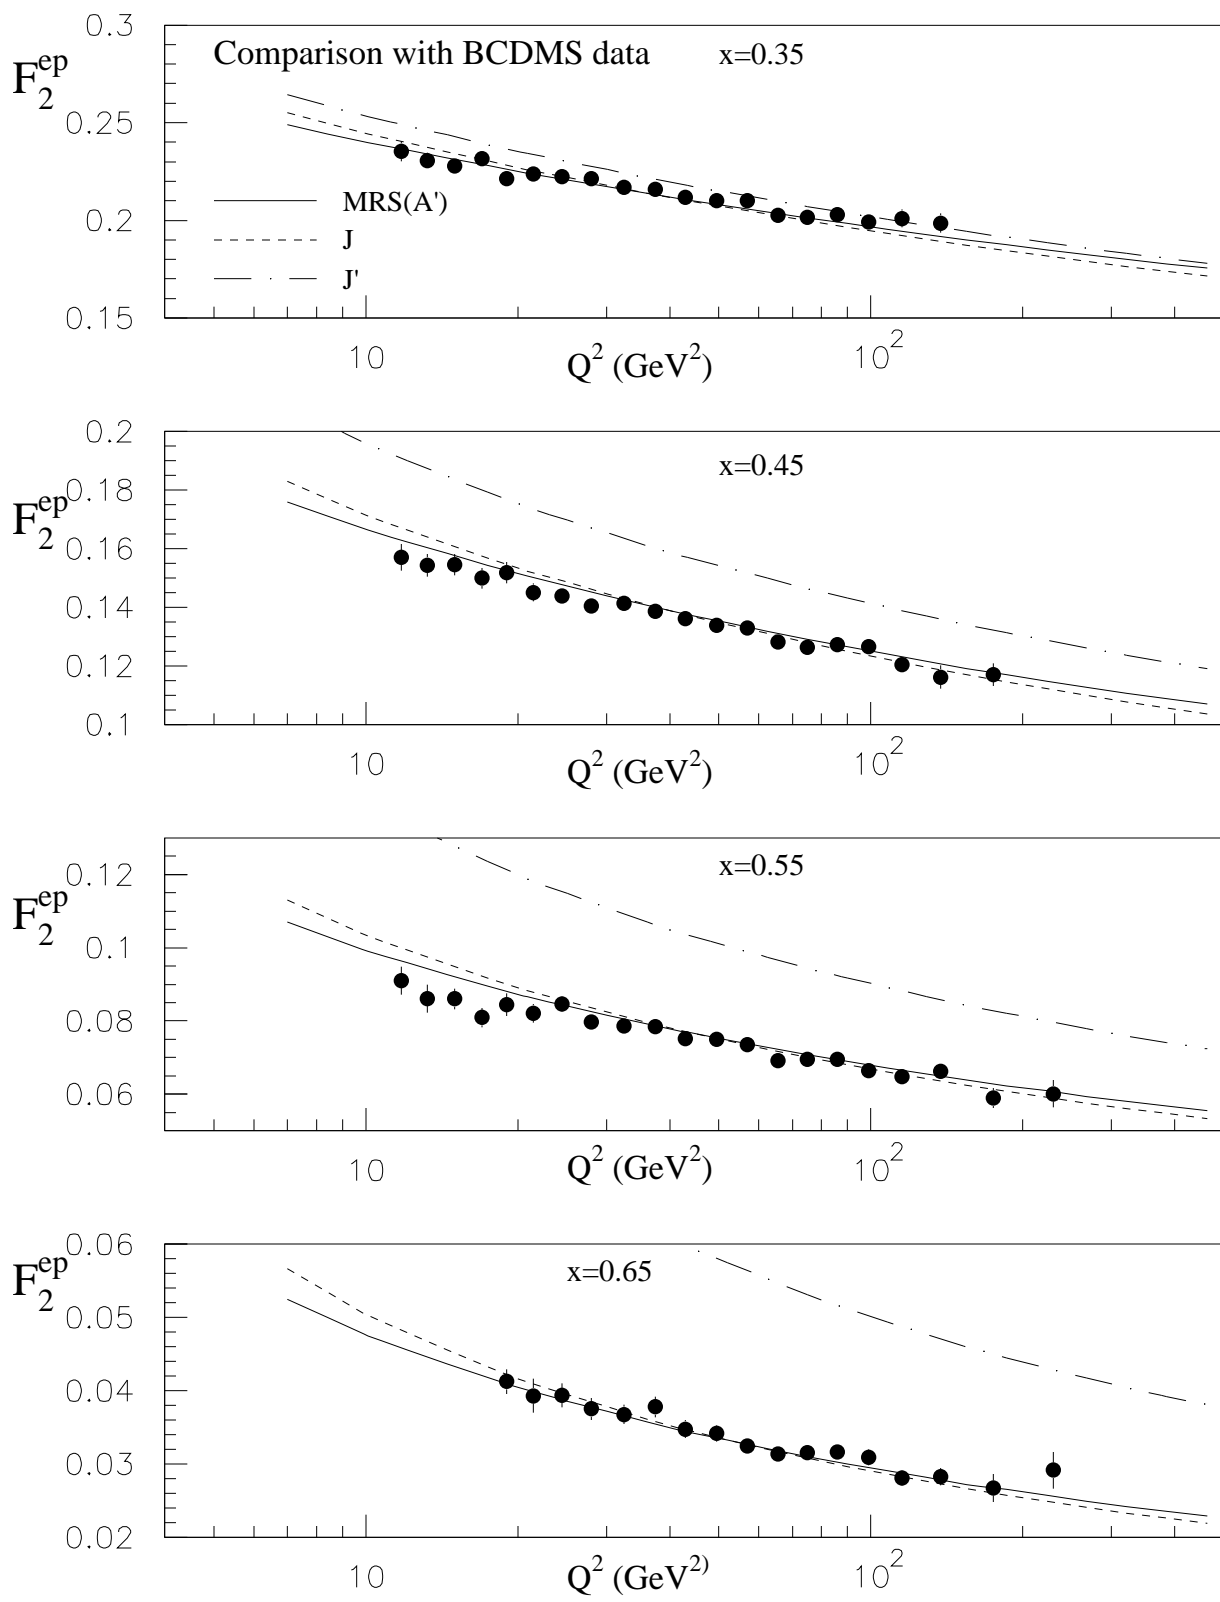 0.3
Comparison with BCDMS data x=0.35
F₂ᵉᵖ
0.25
MRS(A')
0.2
J
J'
0.15
10 10²
Q² (GeV²)
0.2
x=0.45
0.18
F₂ᵉᵖ
0.16
0.14
0.12
0.1
10 10²
Q² (GeV²)
x=0.55
0.12
F₂ᵉᵖ
0.1
0.08
0.06
10 10²
Q² (GeV²)
0.06
x=0.65
F₂ᵉᵖ
0.05
0.04
0.03
0.02
10 10²
Q² (GeV²⁾